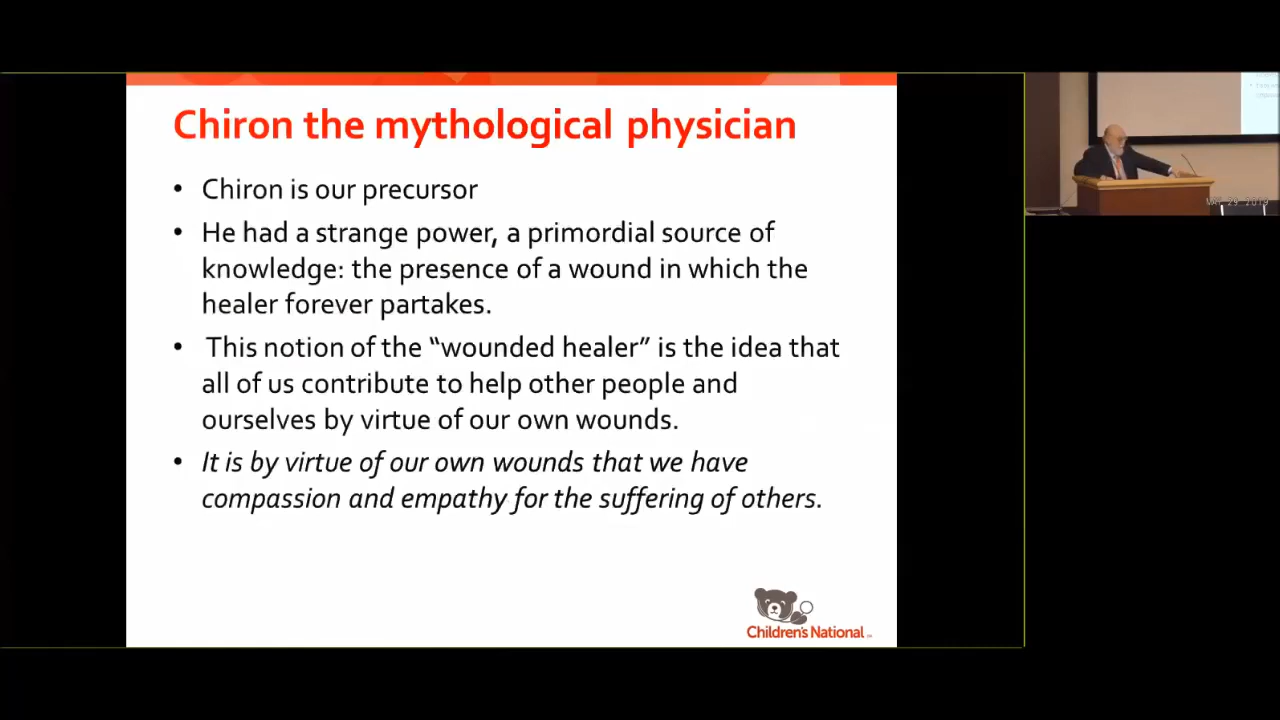 Chiron the mythological physician
• Chiron is our precursor
• He had a strange power, a primordial source of
knowledge: the presence of a wound in which the
healer forever partakes.
• This notion of the “wounded healer” is the idea that
all of us contribute to help other people and
ourselves by virtue of our own wounds.
• It is by virtue of our own wounds that we have
compassion and empathy for the suffering of others.
Children's National
MAY 29 2019